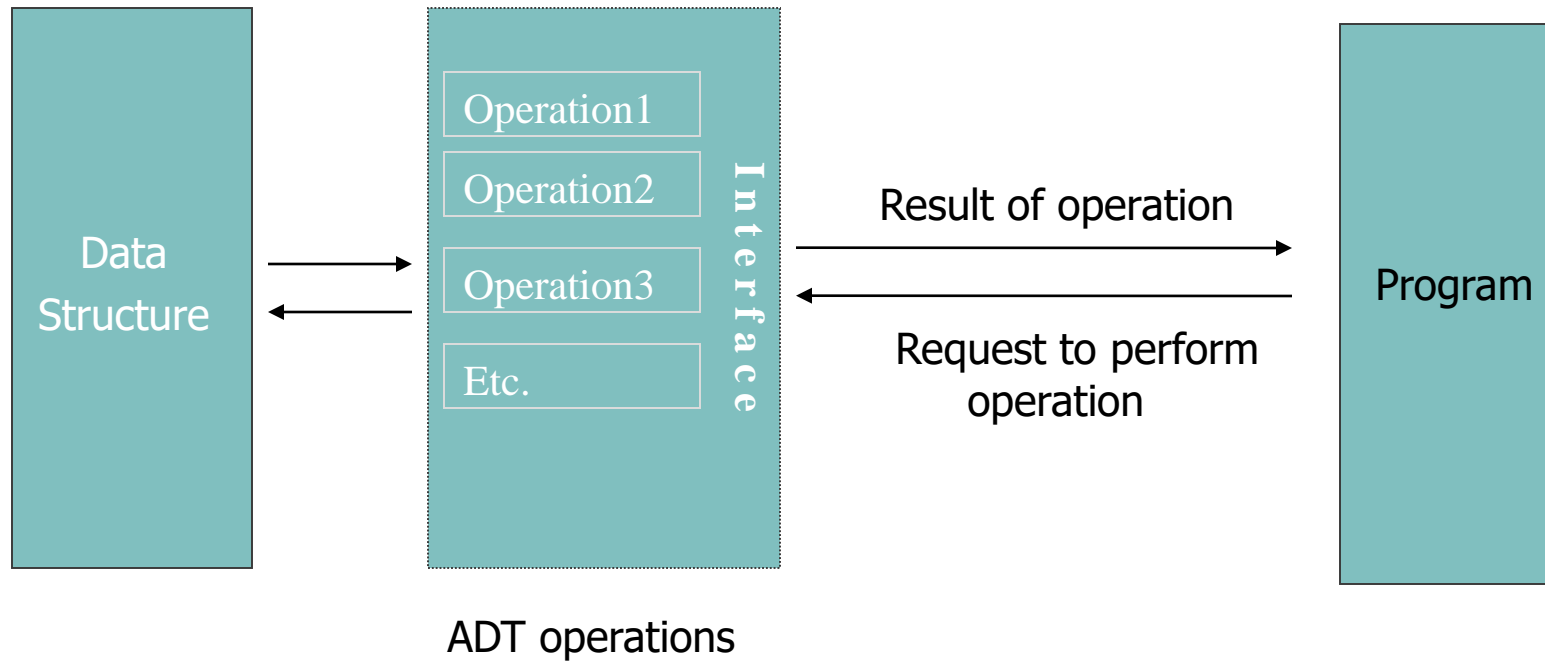 Data
Structure
Operation1
Operation2
Operation3
Etc.
Interface
Result of operation
Request to perform
operation
Program
ADT operations